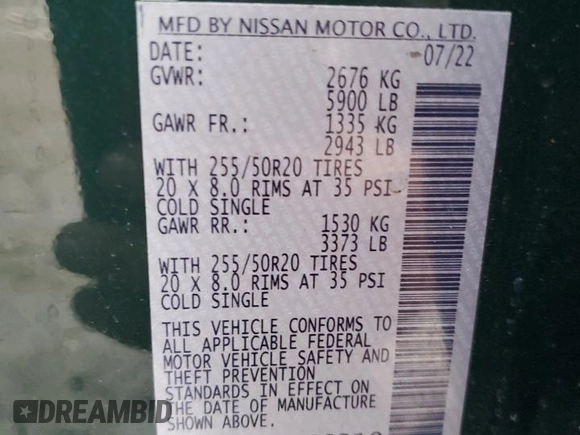 MFD BY NISSAN MOTOR CO., LTD.
DATE: 07/22
GVWR: 2676 KG
5900 LB
GAWR FR.: 1335 KG
2943 LB
WITH 255/50R20 TIRES
20 X 8.0 RIMS AT 35 PSI
COLD SINGLE
GAWR RR.: 1530 KG
3373 LB
WITH 255/50R20 TIRES
20 X 8.0 RIMS AT 35 PSI
COLD SINGLE
THIS VEHICLE CONFORMS TO
ALL APPLICABLE FEDERAL
MOTOR VEHICLE SAFETY AND
THEFT PREVENTION
STANDARDS IN EFFECT ON
THE DATE OF MANUFACTURE
SHOWN ABOVE.
DREAMBID